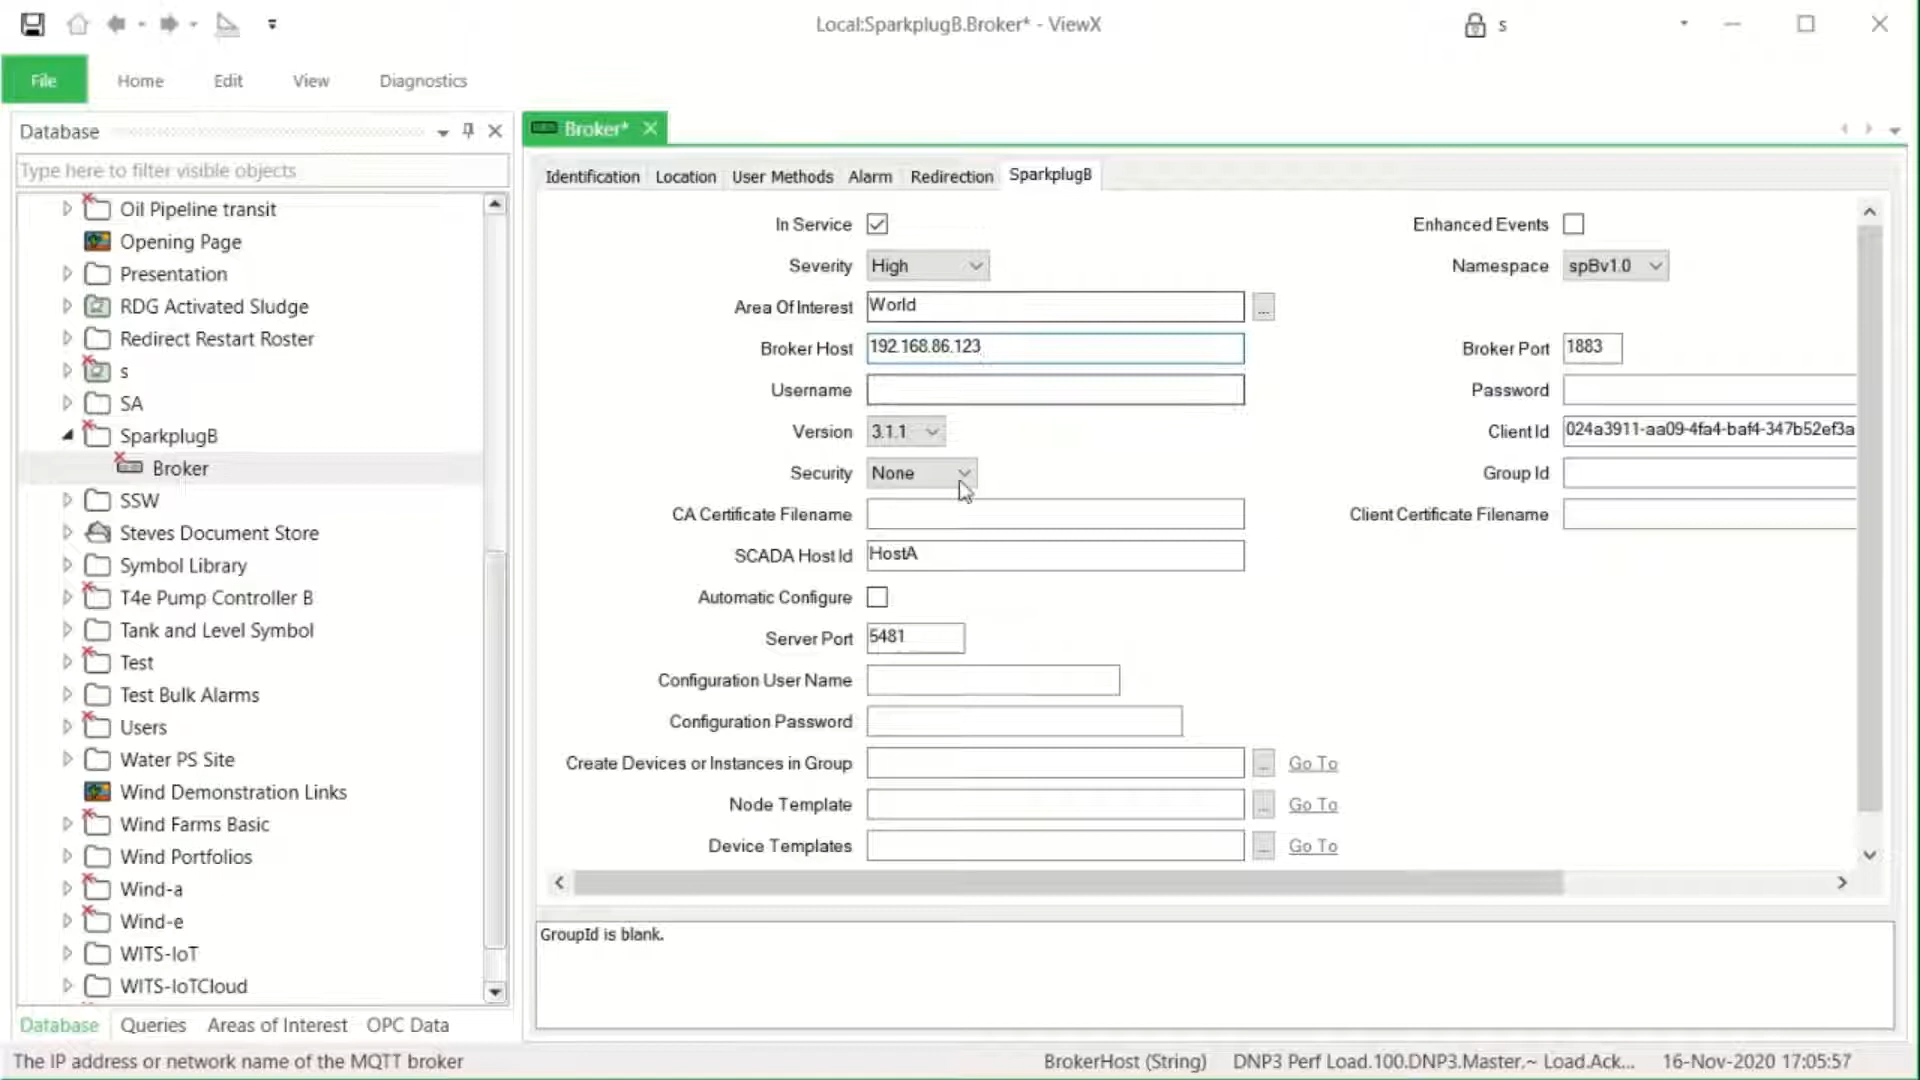 Local:SparkplugB.Broker* - ViewX
s
File
Home
Edit
View
Diagnostics
Database
Type here to filter visible objects
Oil Pipeline transit
Opening Page
Presentation
RDG Activated Sludge
Redirect Restart Roster
s
SA
SparkplugB
Broker
SSW
Steves Document Store
Symbol Library
T4e Pump Controller B
Tank and Level Symbol
Test
Test Bulk Alarms
Users
Water PS Site
Wind Demonstration Links
Wind Farms Basic
Wind Portfolios
Wind-a
Wind-e
WITS-IoT
WITS-IoTCloud
Database Queries Areas of Interest OPC Data
Broker*
Identification Location User Methods Alarm Redirection SparkplugB
In Service
Enhanced Events
Severity High
Namespace spBv1.0
Area Of Interest World ...
Broker Host 192.168.86.123
Broker Port 1883
Username
Password
Version 3.1.1
Client Id 024a3911-aa09-4fa4-baf4-347b52ef3a
Security None
Group Id
CA Certificate Filename
Client Certificate Filename
SCADA Host Id HostA
Automatic Configure
Server Port 5481
Configuration User Name
Configuration Password
Create Devices or Instances in Group ... Go To
Node Template ... Go To
Device Templates ... Go To
GroupId is blank.
The IP address or network name of the MQTT broker
BrokerHost (String)
DNP3 Perf Load.100.DNP3.Master.~ Load.Ack...
16-Nov-2020 17:05:57